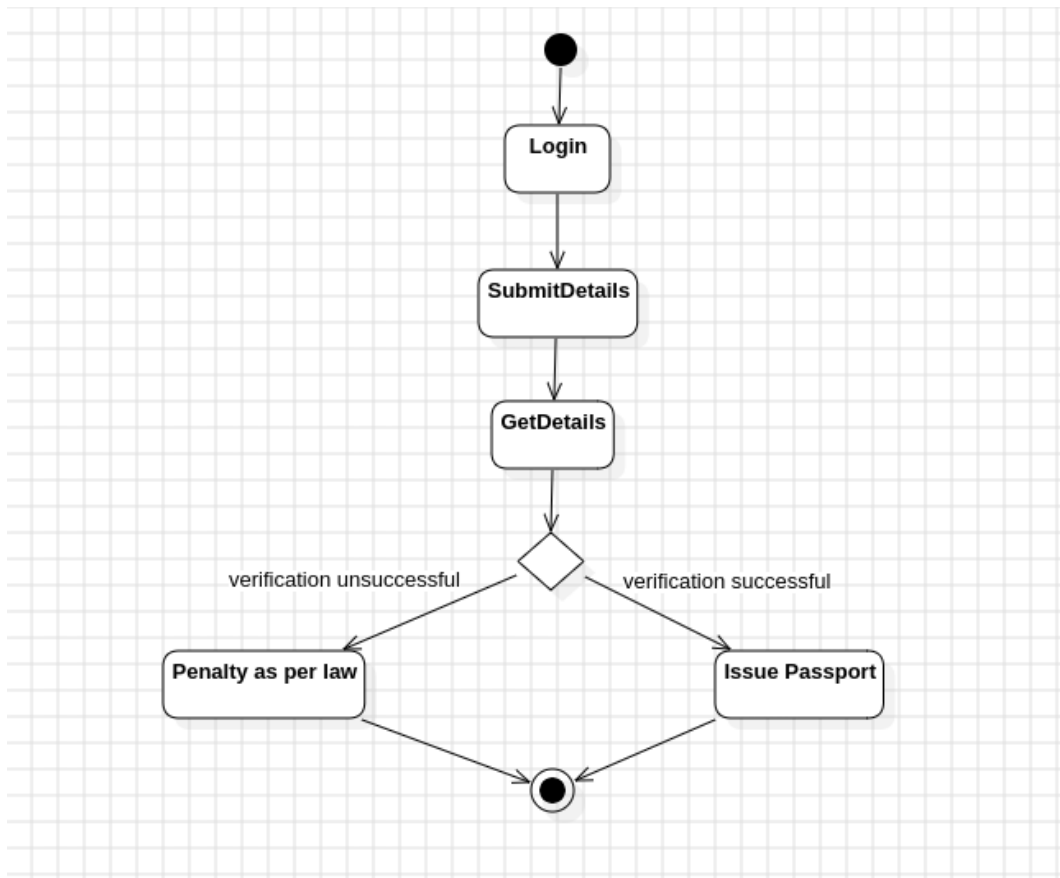 Login
SubmitDetails
GetDetails
verification unsuccessful
verification successful
Penalty as per law
Issue Passport